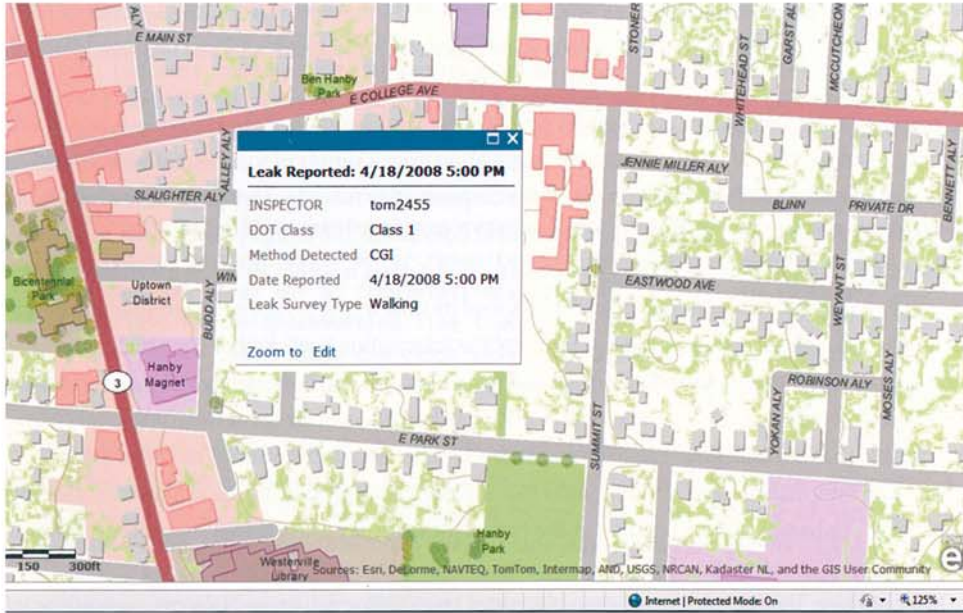 E MAIN ST
ALY
STONER
WHITEHEAD ST
GARST AL
MCCUTCHEON
Ben Hanby
Park
E COLLEGE AVE
Leak Reported: 4/18/2008 5:00 PM
INSPECTOR tom2455
DOT Class Class 1
Method Detected CGI
Date Reported 4/18/2008 5:00 PM
Leak Survey Type Walking
Zoom to Edit
ALLEY ALY
SLAUGHTER ALY
JENNIE MILLER ALY
BLINN PRIVATE DR
BENNETT ALY
Bicentennial
Park
Uptown
District
WIN
BUDD ALY
EASTWOOD AVE
WEYANT ST
Hanby
Magnet
3
ROBINSON ALY
YOKAN ALY
MOSES ALY
SUMMIT ST
E PARK ST
Hanby
Park
Westerville
Library
150 300ft
Sources: Esri, DeLorme, NAVTEQ, TomTom, Intermap, AND, USGS, NRCAN, Kadaster NL, and the GIS User Community
e
Internet | Protected Mode: On
125%